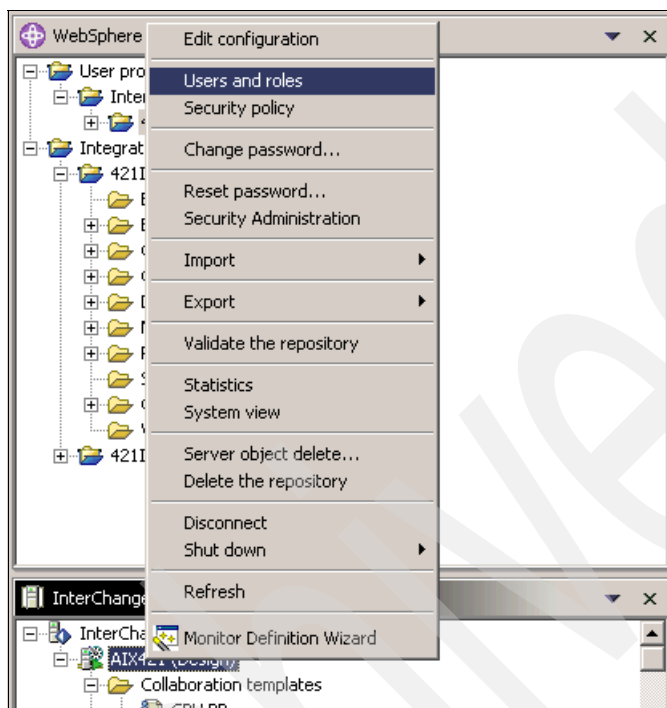 WebSphere
Edit configuration
User pro
Users and roles
Inter
Security policy
Integrat
Change password...
421I
Reset password...
Security Administration
Import
Export
Validate the repository
Statistics
System view
421I
Server object delete...
Delete the repository
Disconnect
Shut down
InterChange
Refresh
InterCha
Monitor Definition Wizard
AIX421 (Design)
Collaboration templates